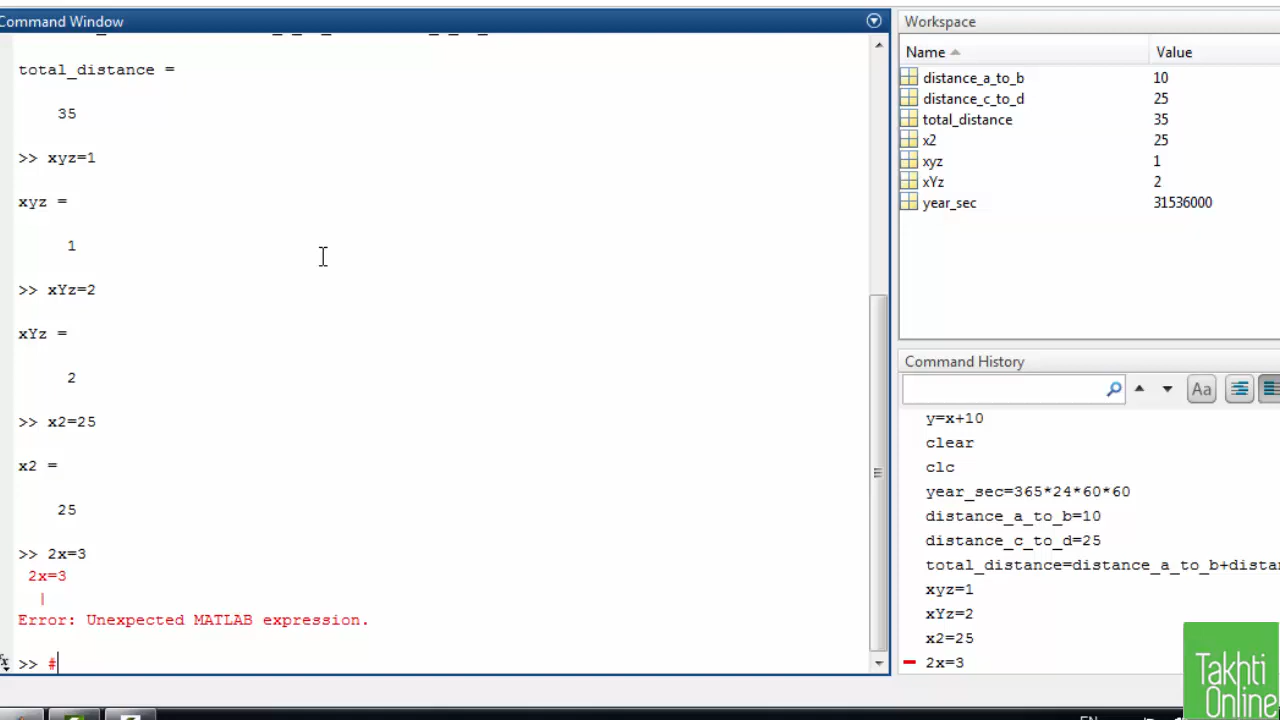 Command Window
total_distance =
35
>> xyz=1
xyz =
1
>> xYz=2
xYz =
2
>> x2=25
x2 =
25
>> 2x=3
2x=3
|
Error: Unexpected MATLAB expression.
fx >> #
Workspace
Name Value
distance_a_to_b 10
distance_c_to_d 25
total_distance 35
x2 25
xyz 1
xYz 2
year_sec 31536000
Command History
Aa
y=x+10
clear
clc
year_sec=365*24*60*60
distance_a_to_b=10
distance_c_to_d=25
total_distance=distance_a_to_b+distan
xyz=1
xYz=2
x2=25
2x=3
Takhti
Online